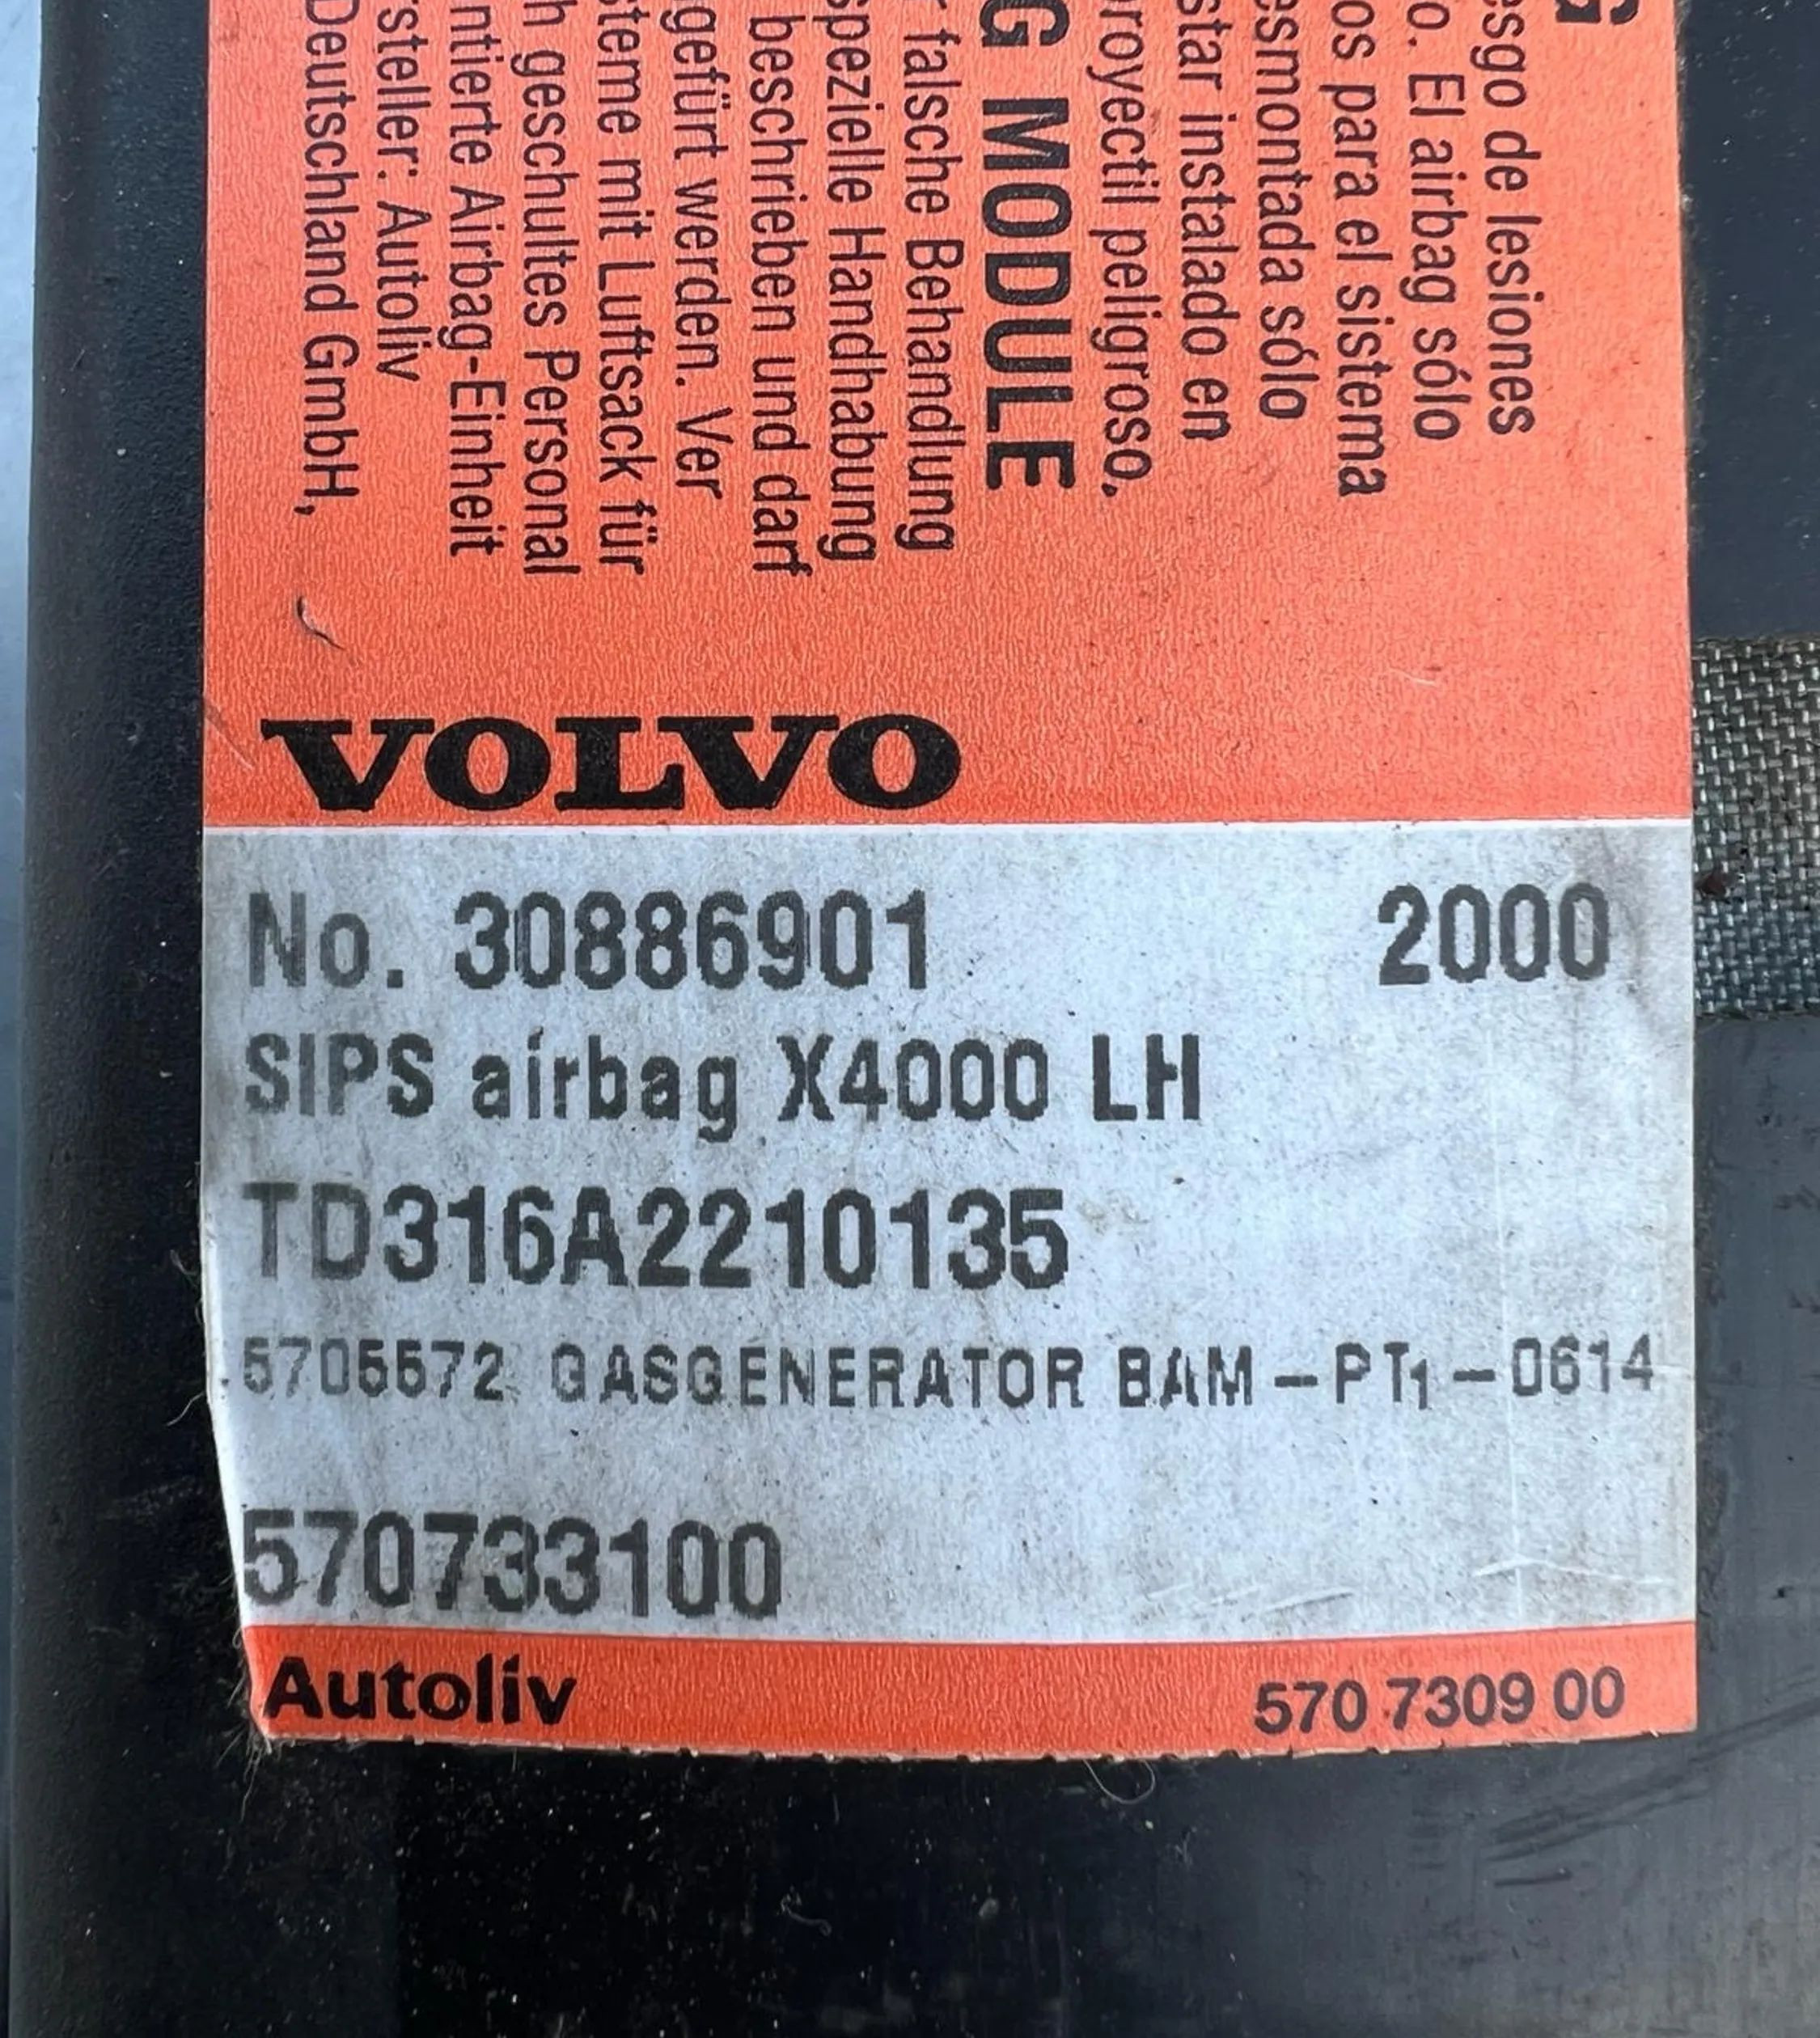 G
esgo de lesiones
o. El airbag sólo
os para el sistema
esmontada sólo
star instalado en
royectil peligroso.
G MODULE
r falsche Behandlung
spezielle Handhabung
beschrieben und darf
gefürt werden. Ver
steme mit Luftsack für
h geschultes Personal
ntierte Airbag-Einheit
steller: Autoliv
Deutschland GmbH,
VOLVO
No. 30886901 2000
SIPS airbag X4000 LH
TD316A2210135
5705572 GASGENERATOR BAM-PT1-0614
570733100
Autoliv 570 7309 00